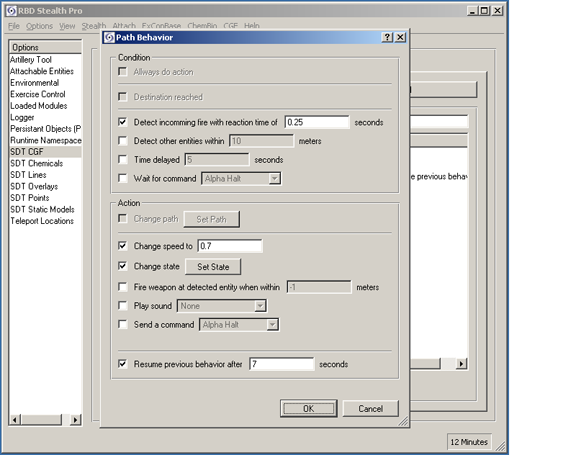 RBD Stealth Pro
File Options View Stealth Attach ExConBase ChemBio CGF Help
Path Behavior
Options
Artillery Tool
Attachable Entities
Environmental
Exercise Control
Loaded Modules
Logger
Persistant Objects (P
Runtime Namespace
SDT CGF
SDT Chemicals
SDT Lines
SDT Overlays
SDT Points
SDT Static Models
Teleport Locations
Condition
Allways do action
Destination reached
Detect incomming fire with reaction time of 0.25 seconds
Detect other entities within 10 meters
Time delayed 5 seconds
Wait for command Alpha Halt
Action
Change path Set Path
Change speed to 0.7
Change state Set State
Fire weapon at detected entity when within -1 meters
Play sound None
Send a command Alpha Halt
Resume previous behavior after 7 seconds
OK Cancel
e previous behav
12 Minutes